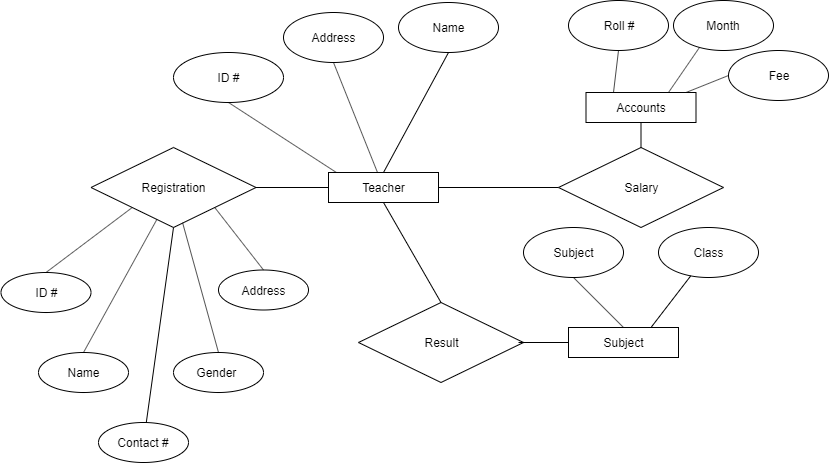 Roll #
Month
Name
Address
ID #
Fee
Accounts
Registration
Teacher
Salary
Subject
Class
ID #
Address
Result
Subject
Name
Gender
Contact #